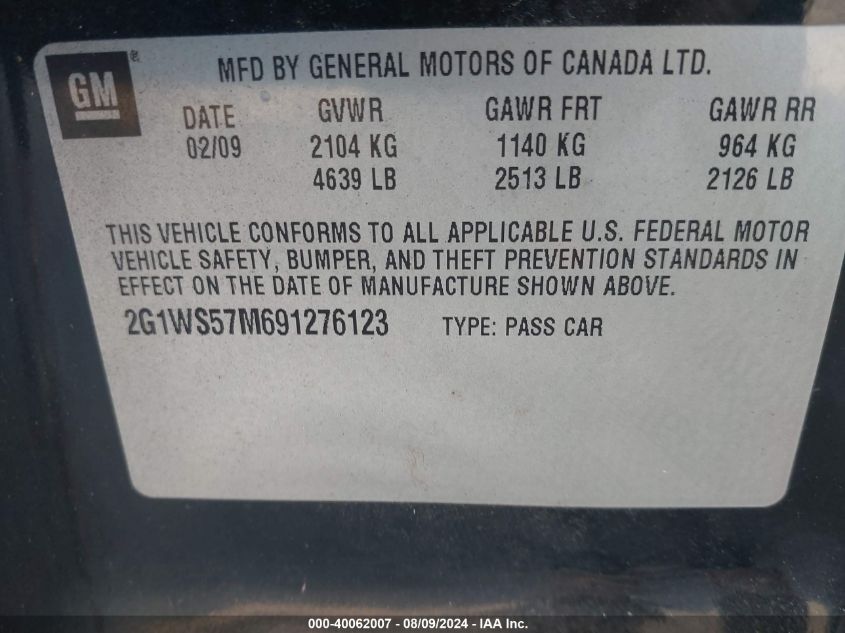 GM®
MFD BY GENERAL MOTORS OF CANADA LTD.
DATE GVWR GAWR FRT GAWR RR
02/09 2104 KG 1140 KG 964 KG
4639 LB 2513 LB 2126 LB
THIS VEHICLE CONFORMS TO ALL APPLICABLE U.S. FEDERAL MOTOR
VEHICLE SAFETY, BUMPER, AND THEFT PREVENTION STANDARDS IN
EFFECT ON THE DATE OF MANUFACTURE SHOWN ABOVE.
2G1WS57M691276123 TYPE: PASS CAR
000-40062007 - 08/09/2024 - IAA Inc.